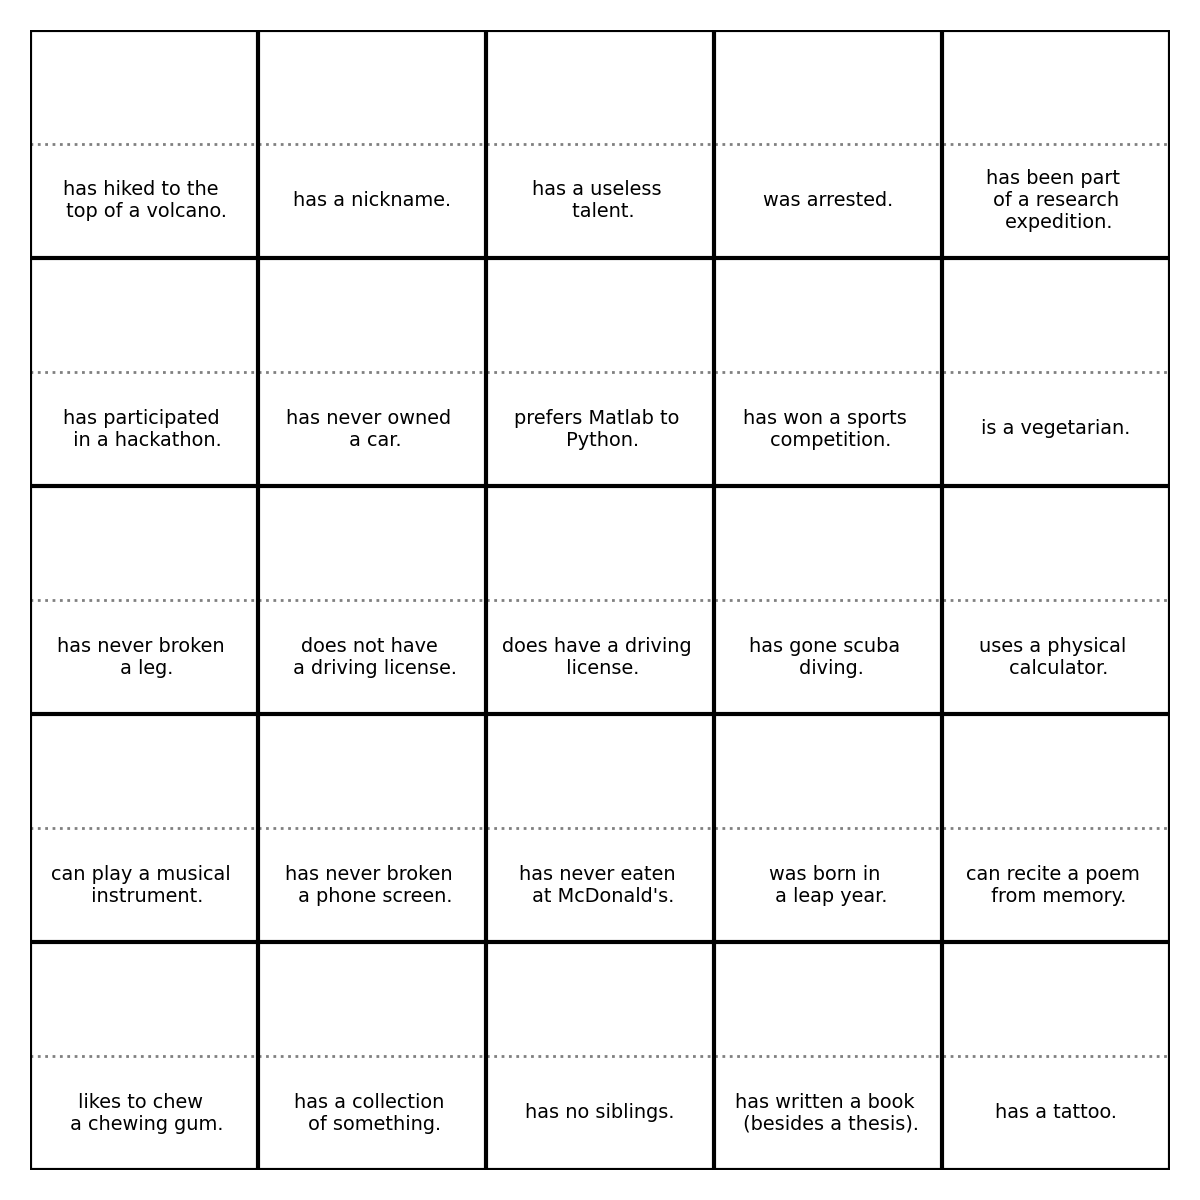 has hiked to the
top of a volcano.
has a nickname.
has a useless
talent.
was arrested.
has been part
of a research
expedition.
has participated
in a hackathon.
has never owned
a car.
prefers Matlab to
Python.
has won a sports
competition.
is a vegetarian.
has never broken
a leg.
does not have
a driving license.
does have a driving
license.
has gone scuba
diving.
uses a physical
calculator.
can play a musical
instrument.
has never broken
a phone screen.
has never eaten
at McDonald's.
was born in
a leap year.
can recite a poem
from memory.
likes to chew
a chewing gum.
has a collection
of something.
has no siblings.
has written a book
(besides a thesis).
has a tattoo.